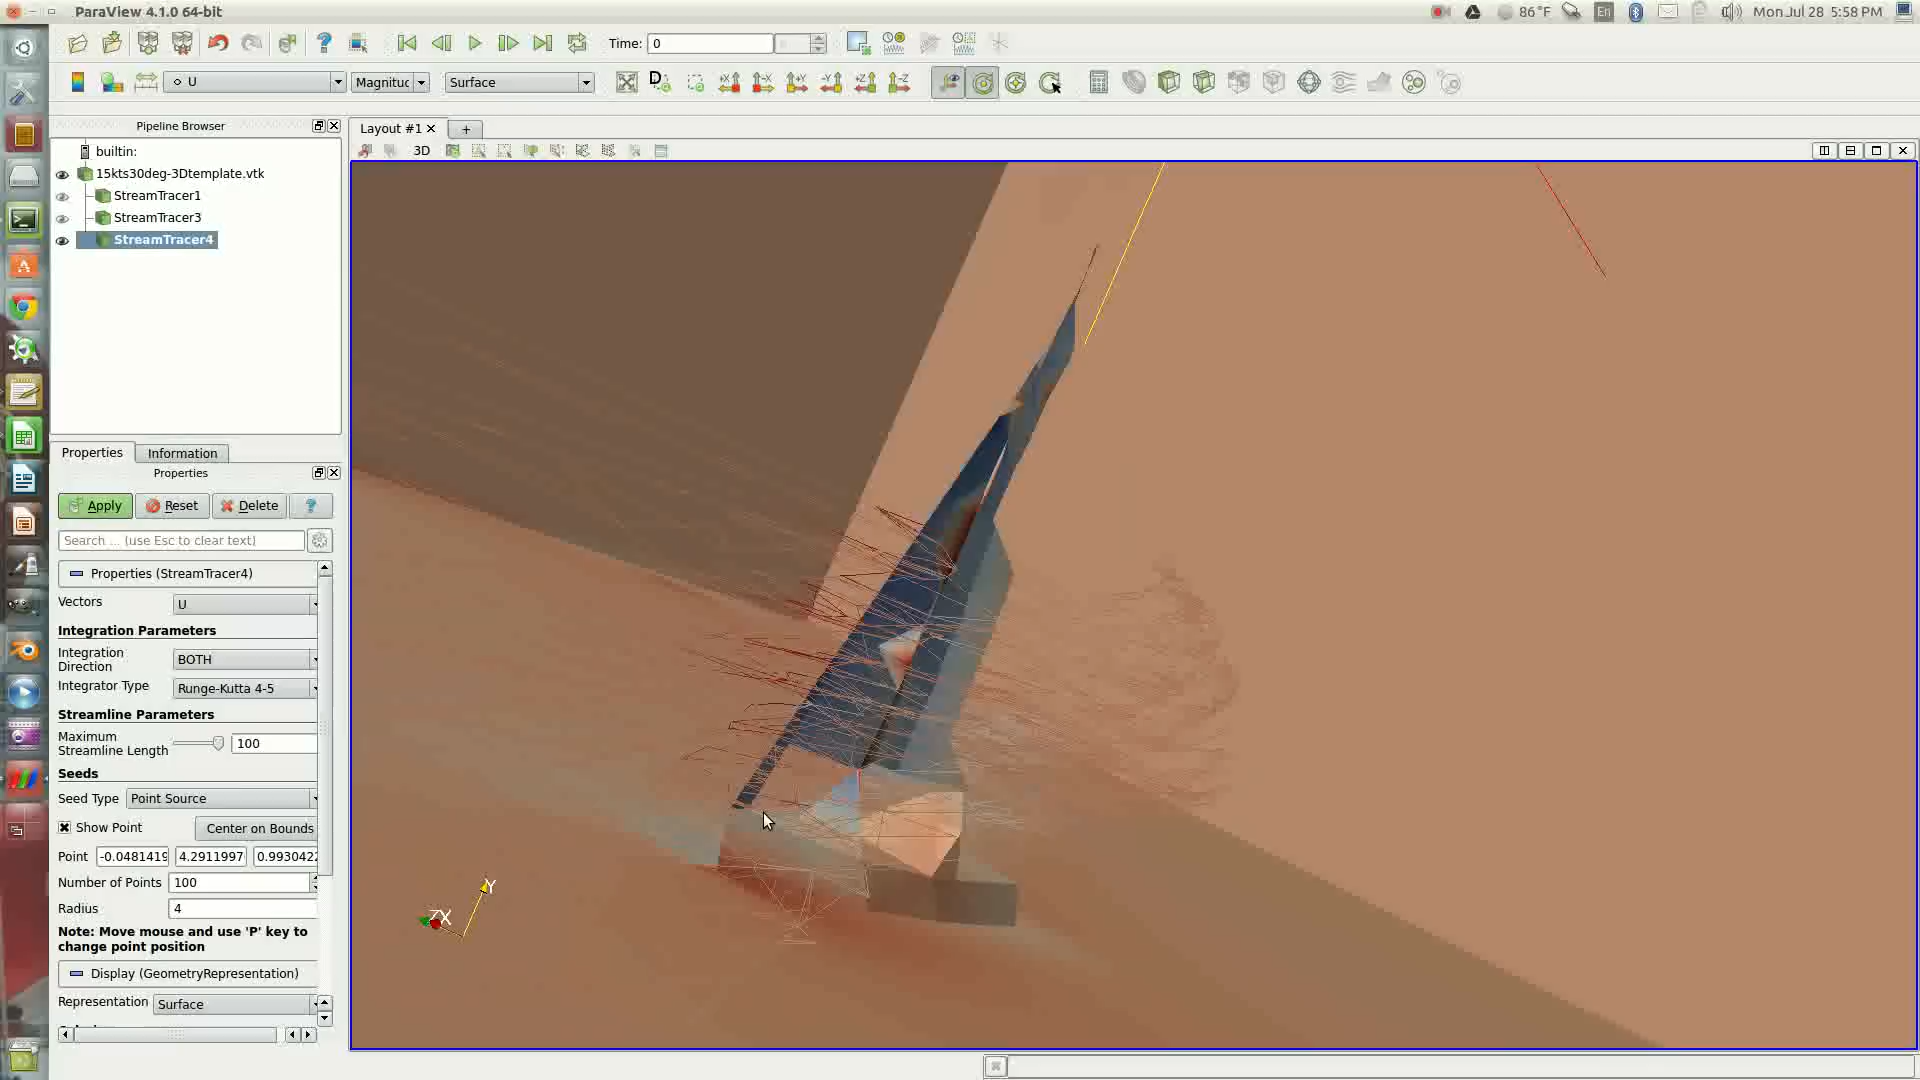 ParaView 4.1.0 64-bit
86°F En Mon Jul 28 5:58 PM
Time: 0
U Magnituc Surface
D +X -X +Y -Y +Z -Z
Pipeline Browser
Layout #1
+
3D
builtin:
15kts30deg-3Dtemplate.vtk
StreamTracer1
StreamTracer3
StreamTracer4
Properties Information
Properties
Apply Reset Delete ?
Search ... (use Esc to clear text)
Properties (StreamTracer4)
Vectors U
Integration Parameters
Integration
Direction BOTH
Integrator Type Runge-Kutta 4-5
Streamline Parameters
Maximum
Streamline Length 100
Seeds
Seed Type Point Source
Show Point Center on Bounds
Point -0.0481419 4.2911997 0.9930422
Number of Points 100
Radius 4
Note: Move mouse and use 'P' key to
change point position
Display (GeometryRepresentation)
Representation Surface
Y
ZX